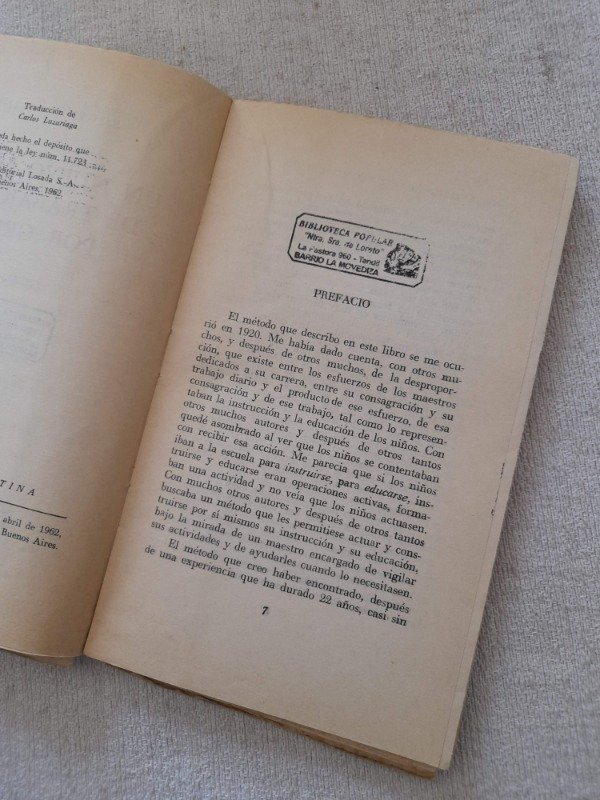 Traducción de
Carlos Luzuriaga
da hecho el depósito que
ene la ley núm. 11.723
ditorial Losada S. A.
uenos Aires, 1962.
TINA
abril de 1962,
Buenos Aires.
BIBLIOTECA POPULAR
"Ntra. Sra. de Loreto"
La Pastora 960 - Tandil
BARRIO LA MOVEDIZA
PREFACIO
El método que describo en este libro se me ocu-
rrió en 1920. Me había dado cuenta, con otros mu-
chos, y después de otros muchos, de la despropor-
ción, que existe entre los esfuerzos de los maestros
dedicados a su carrera, entre su consagración y su
trabajo diario y el producto de ese esfuerzo, de esa
consagración y de ese trabajo, tal como lo represen-
taban la instrucción y la educación de los niños. Con
otros muchos autores y después de otros tantos
quedé asombrado al ver que los niños se contentaban
con recibir esa acción. Me parecía que si los niños
iban a la escuela para instruirse, para educarse, ins-
truirse y educarse eran operaciones activas, forma-
ban una actividad y no veía que los niños actuasen.
Con muchos otros autores y después de otros tantos
buscaba un método que les permitiese actuar y cons-
truirse por sí mismos su instrucción y su educación,
bajo la mirada de un maestro encargado de vigilar
sus actividades y de ayudarles cuando lo necesitasen.
El método que creo haber encontrado, después
de una experiencia que ha durado 22 años, casi sin
7